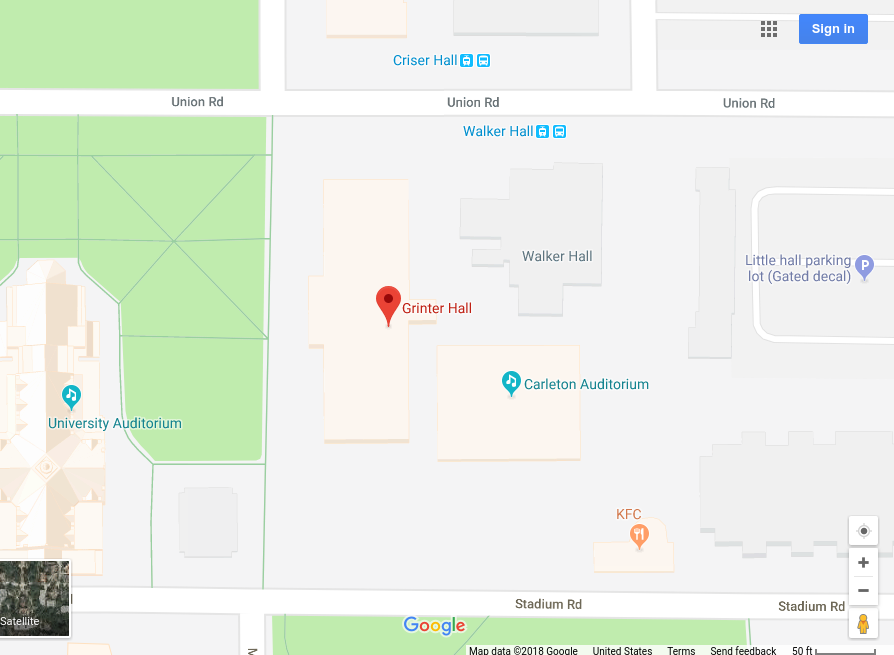 Sign in
Criser Hall
Union Rd
Union Rd
Union Rd
Walker Hall
Walker Hall
Little hall parking
lot (Gated decal)
P
Grinter Hall
Carleton Auditorium
University Auditorium
KFC
Satellite
Stadium Rd
Stadium Rd
Google
Map data ©2018 Google United States Terms Send feedback 50 ft